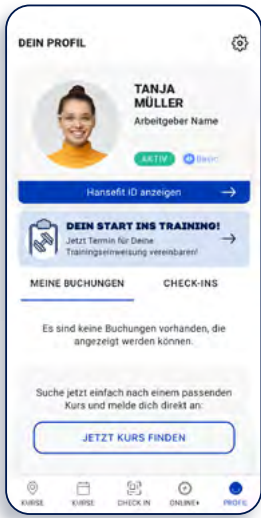 DEIN PROFIL
TANJA
MÜLLER
Arbeitgeber Name
AKTIV
Basic
Hansefit ID anzeigen
DEIN START INS TRAINING!
Jetzt Termin für Deine
Trainingseinweisung vereinbaren!
MEINE BUCHUNGEN CHECK-INS
Es sind keine Buchungen vorhanden, die
angezeigt werden können.
Suche jetzt einfach nach einem passenden
Kurs und melde dich direkt an:
JETZT KURS FINDEN
KURSE KURSE CHECK IN ONLINE+ PROFIL